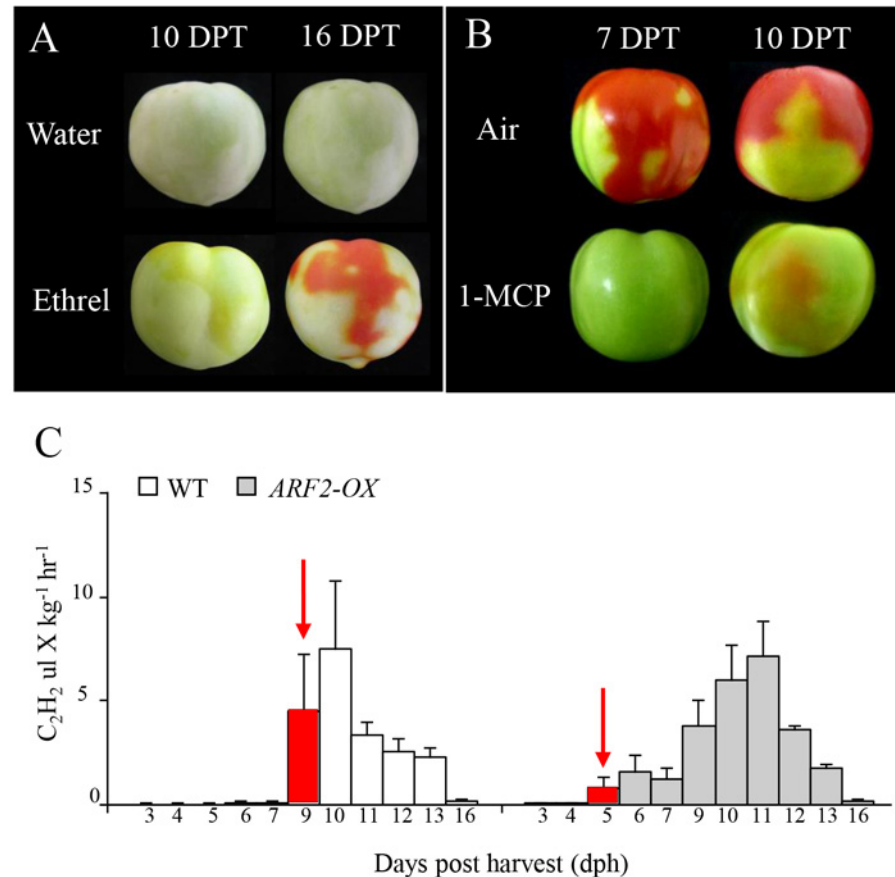 A
10 DPT 16 DPT
Water
Ethrel
B
7 DPT 10 DPT
Air
1-MCP
C
WT ARF2-OX
15
10
5
0
C₂H₂ ul X kg⁻¹ hr⁻¹
3 4 5 6 7 9 10 11 12 13 16 3 4 5 6 7 9 10 11 12 13 16
Days post harvest (dph)